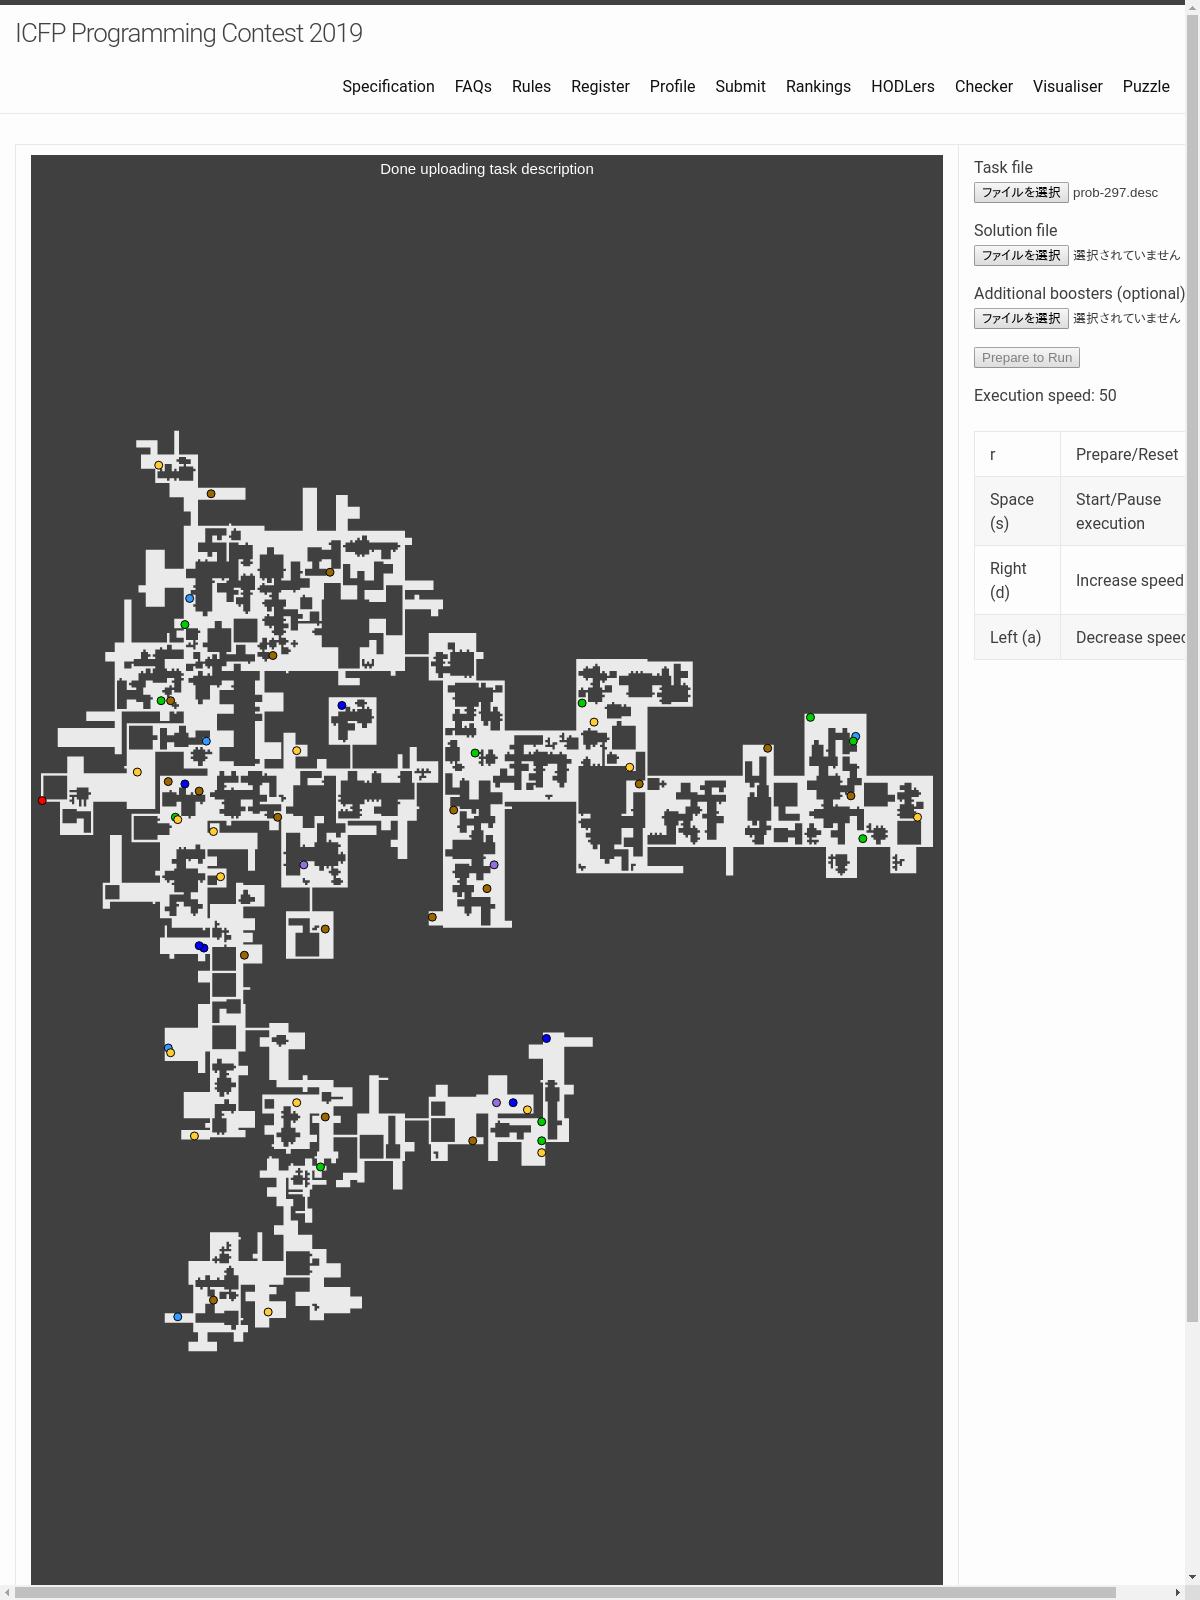 ICFP Programming Contest 2019
Specification FAQs Rules Register Profile Submit Rankings HODLers Checker Visualiser Puzzle
Done uploading task description
Task file
ファイルを選択 prob-297.desc
Solution file
ファイルを選択 選択されていません
Additional boosters (optional)
ファイルを選択 選択されていません
Prepare to Run
Execution speed: 50
r Prepare/Reset
Space (s) Start/Pause execution
Right (d) Increase speed
Left (a) Decrease speed